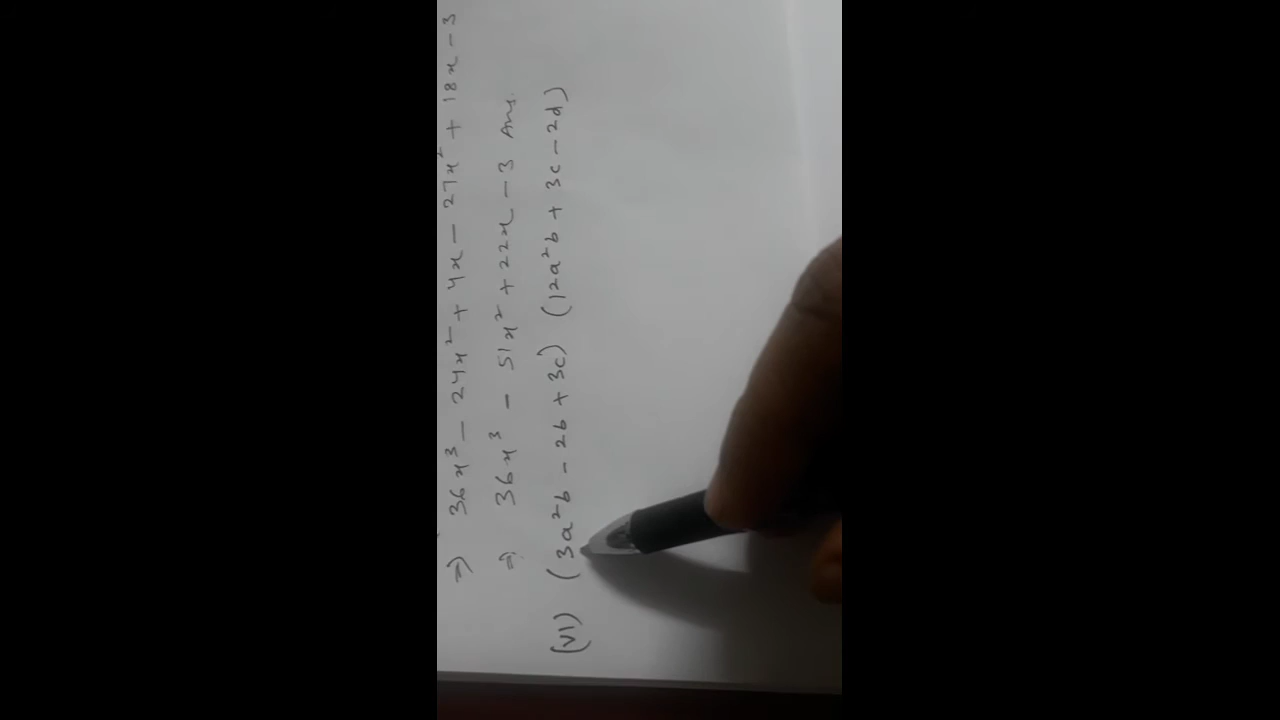 ⇒ 36x³ – 24x² + 4x – 27x² + 18x – 3
⇒ 36x³ – 51x² + 22x – 3 Ans.
(VI) (3a²b – 2b + 3c) (12a²b + 3c – 2d)